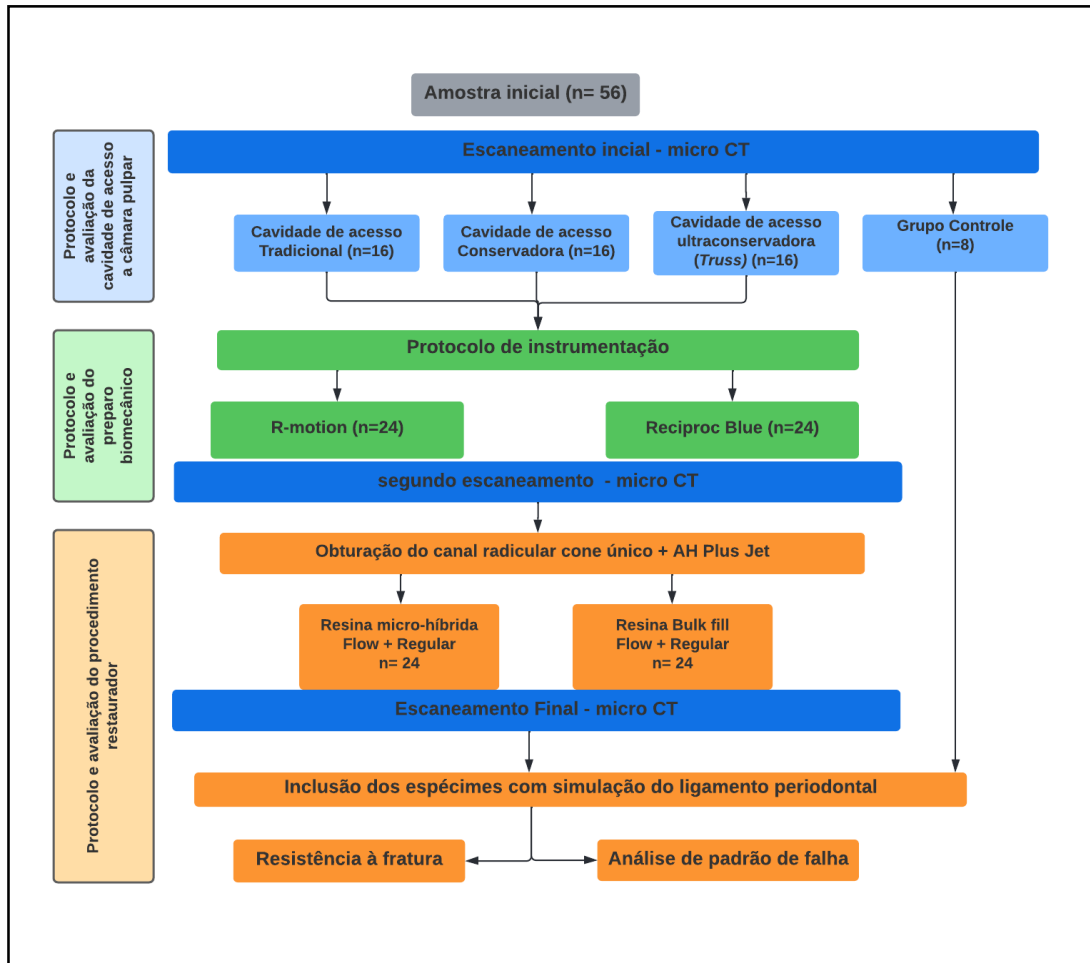 Amostra inicial (n= 56)
Protocolo e
avaliação da
cavidade de acesso
a câmara pulpar
Escaneamento incial - micro CT
Cavidade de acesso
Tradicional (n=16)
Cavidade de acesso
Conservadora (n=16)
Cavidade de acesso
ultraconservadora
(Truss) (n=16)
Grupo Controle
(n=8)
Protocolo e
avaliação do
preparo
biomecânico
Protocolo de instrumentação
R-motion (n=24)
Reciproc Blue (n=24)
segundo escaneamento - micro CT
Protocolo e avaliação do procedimento
restaurador
Obturação do canal radicular cone único + AH Plus Jet
Resina micro-híbrida
Flow + Regular
n= 24
Resina Bulk fill
Flow + Regular
n= 24
Escaneamento Final - micro CT
Inclusão dos espécimes com simulação do ligamento periodontal
Resistência à fratura
Análise de padrão de falha